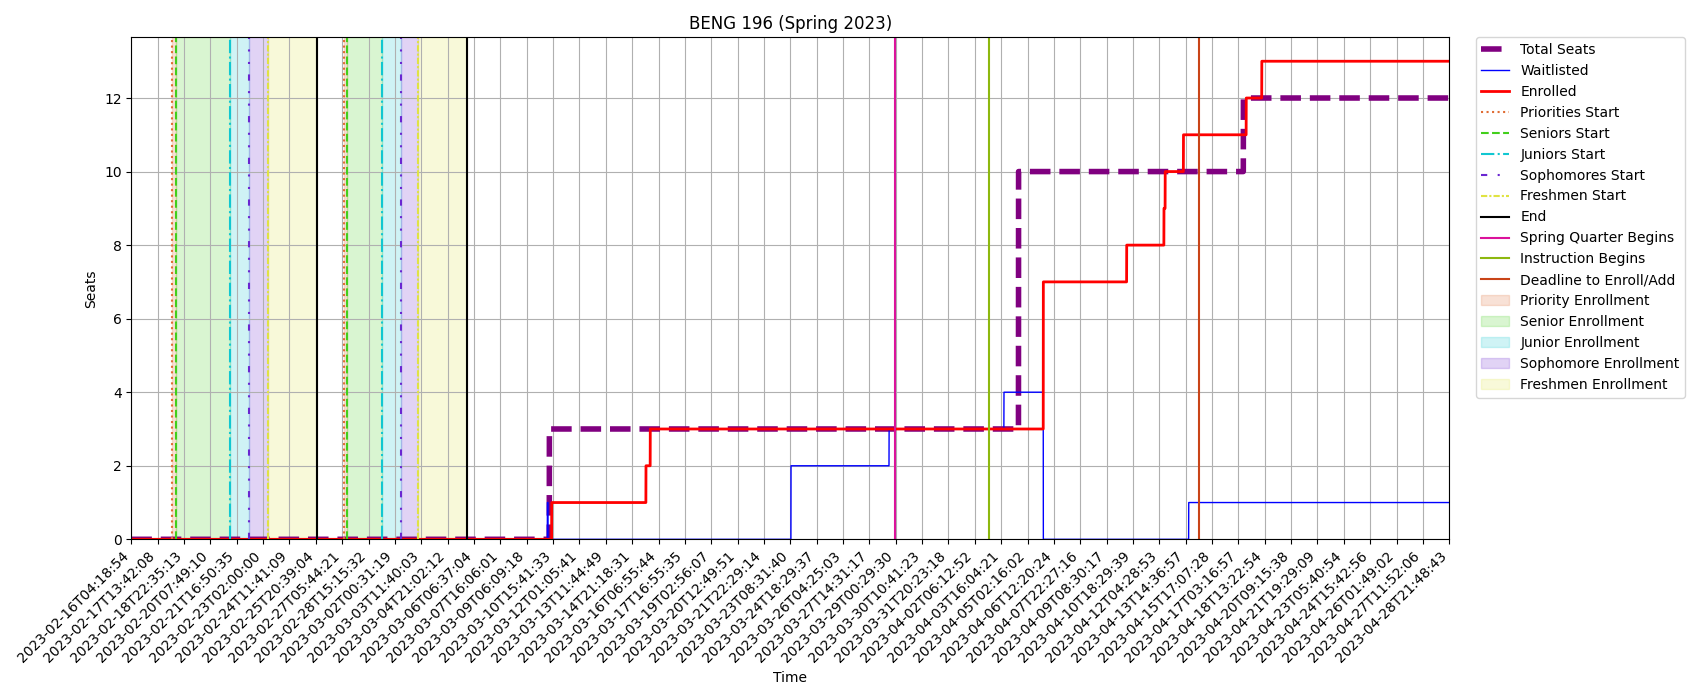 BENG 196 (Spring 2023)
Seats
12
10
8
6
4
2
0
2023-02-16T04:18:54
2023-02-17T13:42:08
2023-02-18T22:35:13
2023-02-20T07:49:10
2023-02-21T16:50:35
2023-02-23T02:00:00
2023-02-24T11:41:09
2023-02-25T20:39:04
2023-02-27T05:44:21
2023-02-28T15:15:32
2023-03-02T00:31:19
2023-03-03T11:40:03
2023-03-04T21:02:12
2023-03-06T06:37:04
2023-03-07T16:06:01
2023-03-09T06:09:18
2023-03-10T15:41:33
2023-03-12T01:05:41
2023-03-13T11:44:49
2023-03-14T21:18:31
2023-03-16T06:55:44
2023-03-17T16:55:35
2023-03-19T02:56:07
2023-03-20T12:49:51
2023-03-21T22:29:14
2023-03-23T08:31:40
2023-03-24T18:29:37
2023-03-26T04:25:03
2023-03-27T14:31:17
2023-03-29T00:29:30
2023-03-30T10:41:23
2023-03-31T20:23:18
2023-04-02T06:12:52
2023-04-03T16:04:21
2023-04-05T02:16:02
2023-04-06T12:20:24
2023-04-07T22:27:16
2023-04-09T08:30:17
2023-04-10T18:29:39
2023-04-12T04:28:53
2023-04-13T14:36:57
2023-04-15T17:07:28
2023-04-17T03:16:57
2023-04-18T13:22:54
2023-04-20T09:15:38
2023-04-21T19:29:09
2023-04-23T05:40:54
2023-04-24T15:42:56
2023-04-26T01:49:02
2023-04-27T11:52:06
2023-04-28T21:48:43
Time
Total Seats
Waitlisted
Enrolled
Priorities Start
Seniors Start
Juniors Start
Sophomores Start
Freshmen Start
End
Spring Quarter Begins
Instruction Begins
Deadline to Enroll/Add
Priority Enrollment
Senior Enrollment
Junior Enrollment
Sophomore Enrollment
Freshmen Enrollment